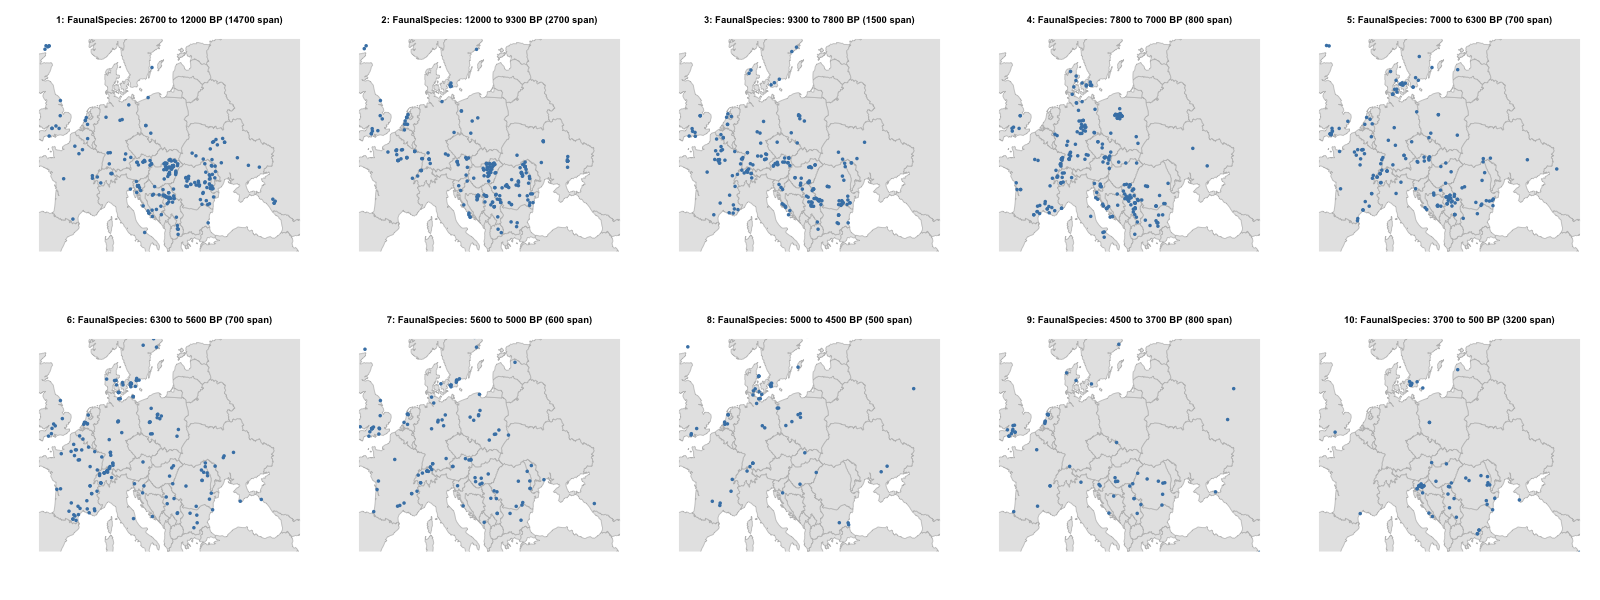 1: FaunalSpecies: 26700 to 12000 BP (14700 span)
2: FaunalSpecies: 12000 to 9300 BP (2700 span)
3: FaunalSpecies: 9300 to 7800 BP (1500 span)
4: FaunalSpecies: 7800 to 7000 BP (800 span)
5: FaunalSpecies: 7000 to 6300 BP (700 span)
6: FaunalSpecies: 6300 to 5600 BP (700 span)
7: FaunalSpecies: 5600 to 5000 BP (600 span)
8: FaunalSpecies: 5000 to 4500 BP (500 span)
9: FaunalSpecies: 4500 to 3700 BP (800 span)
10: FaunalSpecies: 3700 to 500 BP (3200 span)